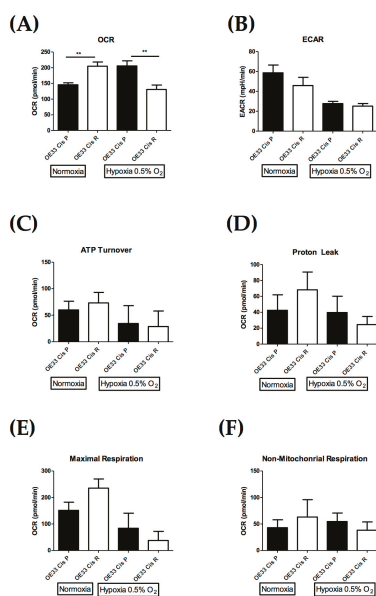 (A)
OCR
OCR (pmol/min)
250
200
150
100
50
0
**
**
OE33 Cis P
OE33 Cis R
OE33 Cis P
OE33 Cis R
Normoxia
Hypoxia 0.5% O2
(B)
ECAR
EACR (mpH/min)
80
60
40
20
0
OE33 Cis P
OE33 Cis R
OE33 Cis P
OE33 Cis R
Normoxia
Hypoxia 0.5% O2
(C)
ATP Turnover
OCR (pmol/min)
150
100
50
0
OE33 Cis P
OE33 Cis R
OE33 Cis P
OE33 Cis R
Normoxia
Hypoxia 0.5% O2
(D)
Proton Leak
OCR (pmol/min)
100
80
60
40
20
0
OE33 Cis P
OE33 Cis R
OE33 Cis P
OE33 Cis R
Normoxia
Hypoxia 0.5% O2
(E)
Maximal Respiration
OCR (pmol/min)
300
200
100
0
OE33 Cis P
OE33 Cis R
OE33 Cis P
OE33 Cis R
Normoxia
Hypoxia 0.5% O2
(F)
Non-Mitochonrial Respiration
OCR (pmol/min)
150
100
50
0
OE33 Cis P
OE33 Cis R
OE33 Cis P
OE33 Cis R
Normoxia
Hypoxia 0.5% O2